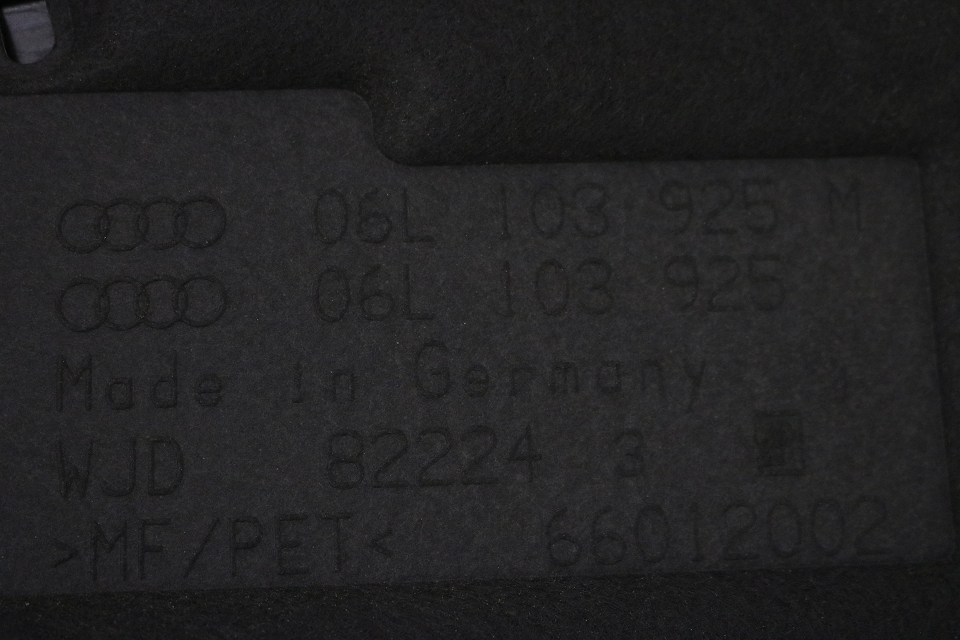 06L 103 925 M
06L 103 925
Made in Germany
WJD 82224 3
>MF/PET< 66012002